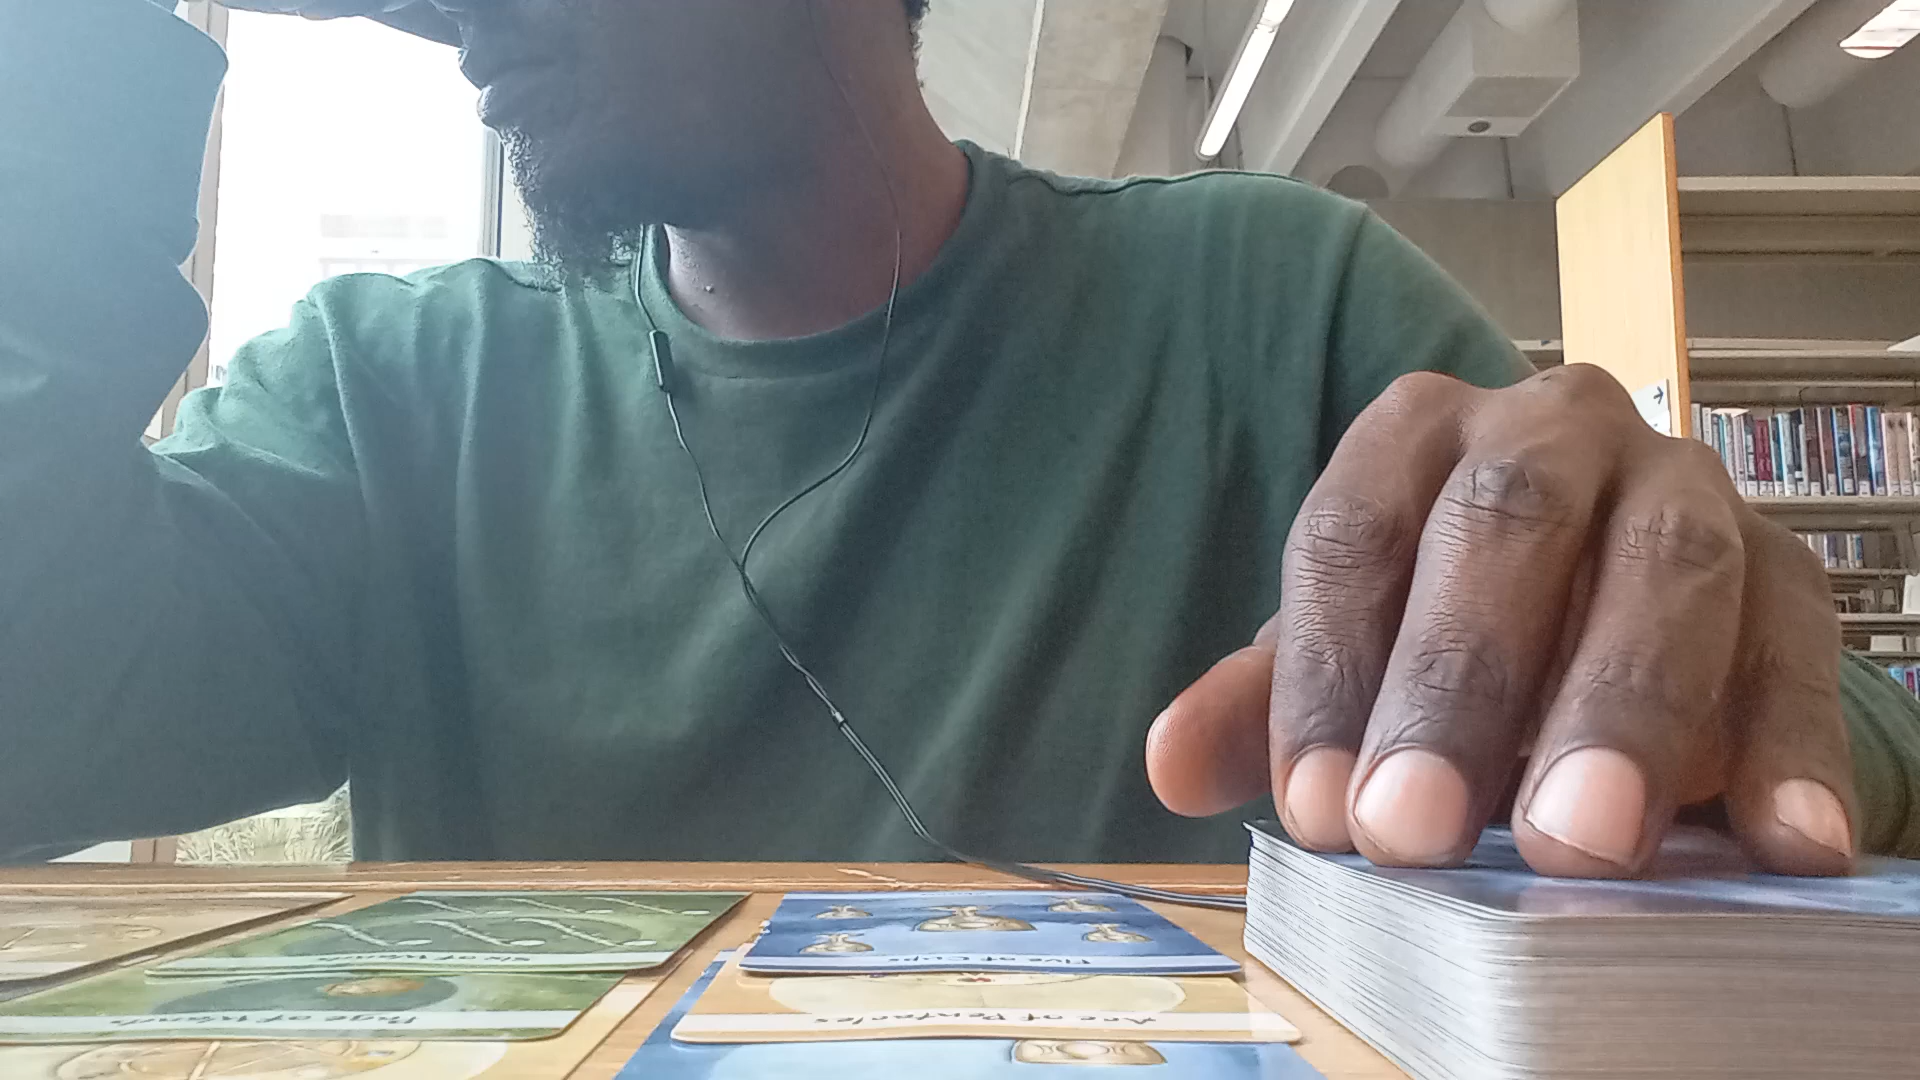 Six of Wands
Five of Cups
Page of Wands
Ace of Pentacles